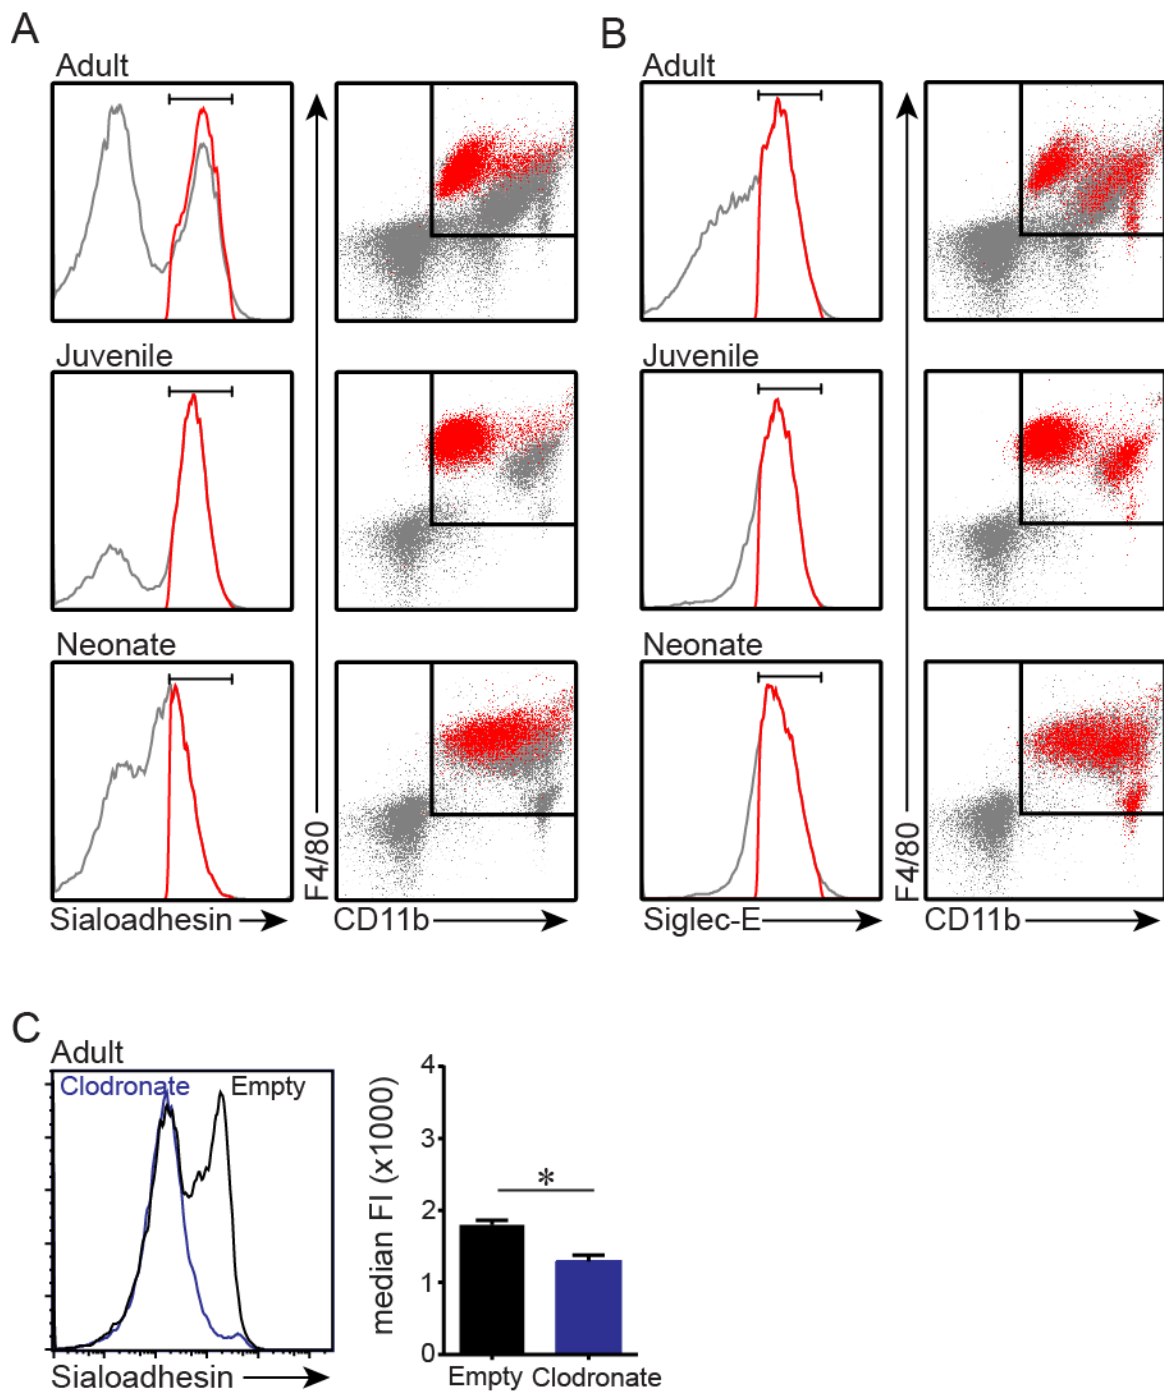 A
Adult
Juvenile
Neonate
Sialoadhesin
F4/80
CD11b
B
Adult
Juvenile
Neonate
Siglec-E
F4/80
CD11b
C
Adult
Clodronate
Empty
Sialoadhesin
median FI (x1000)
4
3
2
1
0
*
Empty
Clodronate